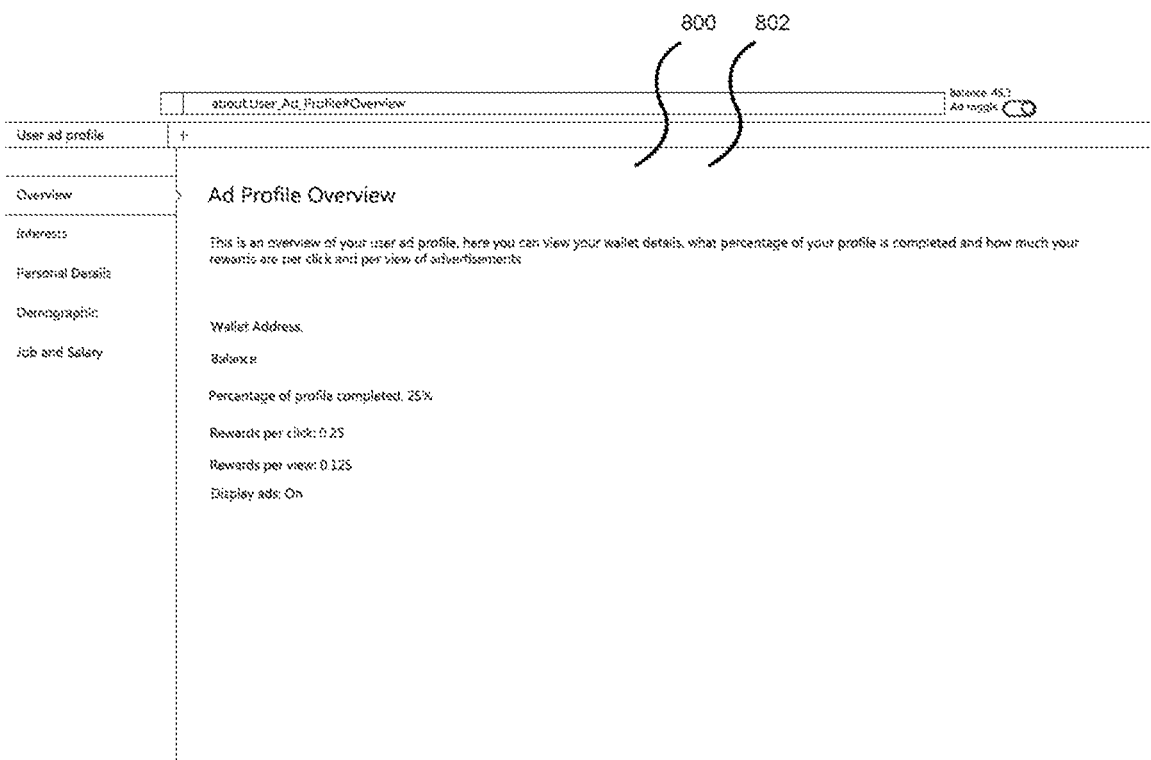 800 802
about:User_Ad_Profile#Overview
Balance 45.1
Ad toggle
User ad profile
+
Overview
Interests
Personal Details
Demographic
Job and Salary
Ad Profile Overview
This is an overview of your user ad profile, here you can view your wallet details, what percentage of your profile is completed and how much your
rewards are per click and per view of advertisements
Wallet Address.
Balance
Percentage of profile completed. 25%
Rewards per click: 0.25
Rewards per view: 0.125
Display ads: On